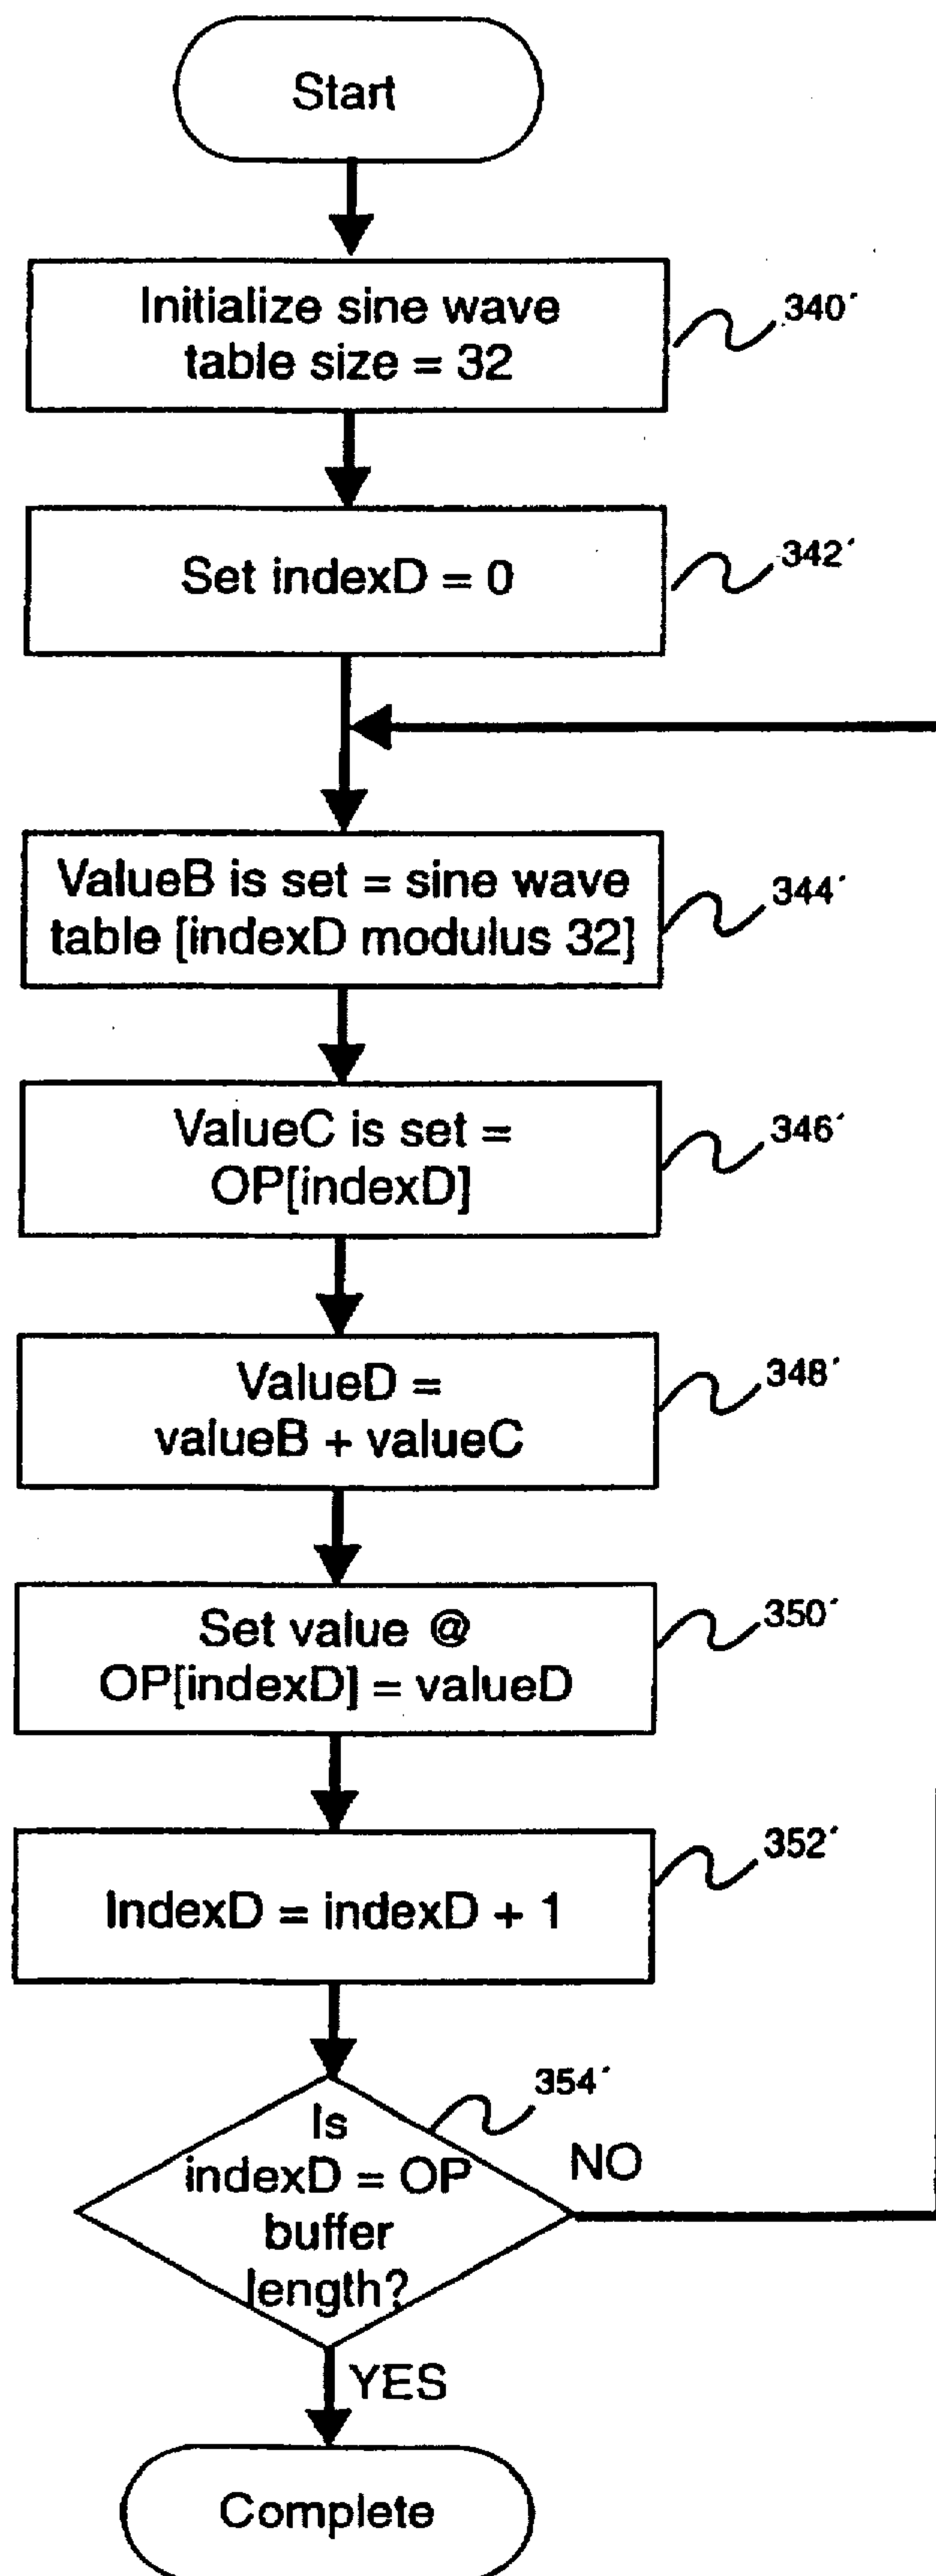 Start
Initialize sine wave
table size = 32
340´
Set indexD = 0
342´
ValueB is set = sine wave
table [indexD modulus 32]
344´
ValueC is set =
OP[indexD]
346´
ValueD =
valueB + valueC
348´
Set value @
OP[indexD] = valueD
350´
IndexD = indexD + 1
352´
354´
Is
indexD = OP
buffer
length?
NO
YES
Complete